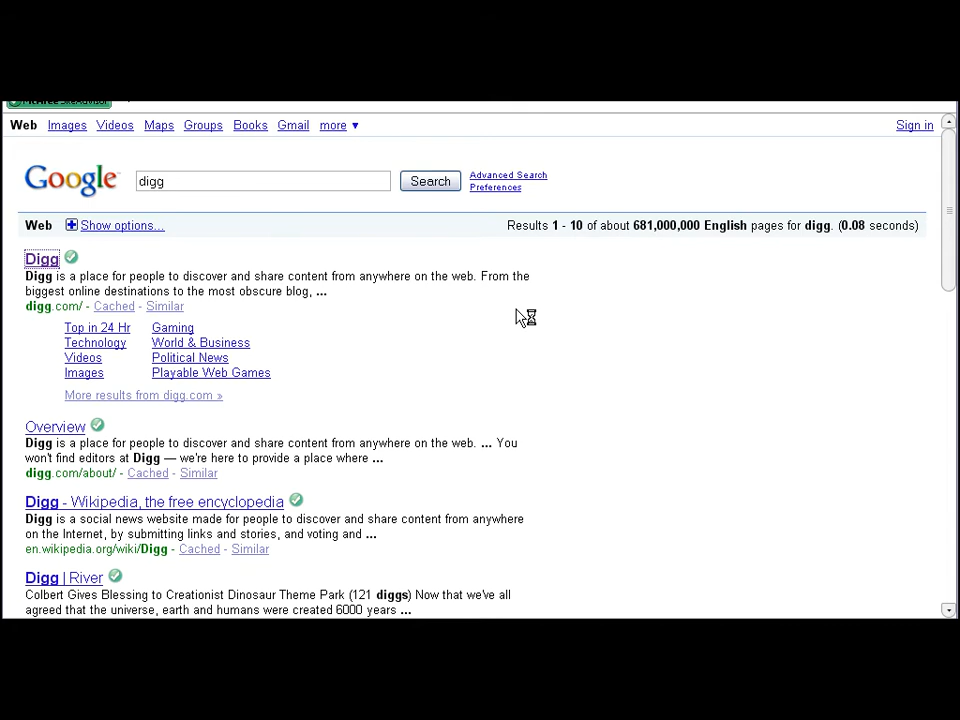 McAfee SiteAdvisor
Web Images Videos Maps Groups Books Gmail more ▼ Sign in
Google digg Search Advanced Search
Preferences
Web Show options... Results 1 - 10 of about 681,000,000 English pages for digg. (0.08 seconds)
Digg
Digg is a place for people to discover and share content from anywhere on the web. From the
biggest online destinations to the most obscure blog, ...
digg.com/ - Cached - Similar
Top in 24 Hr Gaming
Technology World & Business
Videos Political News
Images Playable Web Games
More results from digg.com »
Overview
Digg is a place for people to discover and share content from anywhere on the web. ... You
won't find editors at Digg — we're here to provide a place where ...
digg.com/about/ - Cached - Similar
Digg - Wikipedia, the free encyclopedia
Digg is a social news website made for people to discover and share content from anywhere
on the Internet, by submitting links and stories, and voting and ...
en.wikipedia.org/wiki/Digg - Cached - Similar
Digg | River
Colbert Gives Blessing to Creationist Dinosaur Theme Park (121 diggs) Now that we've all
agreed that the universe, earth and humans were created 6000 years ...